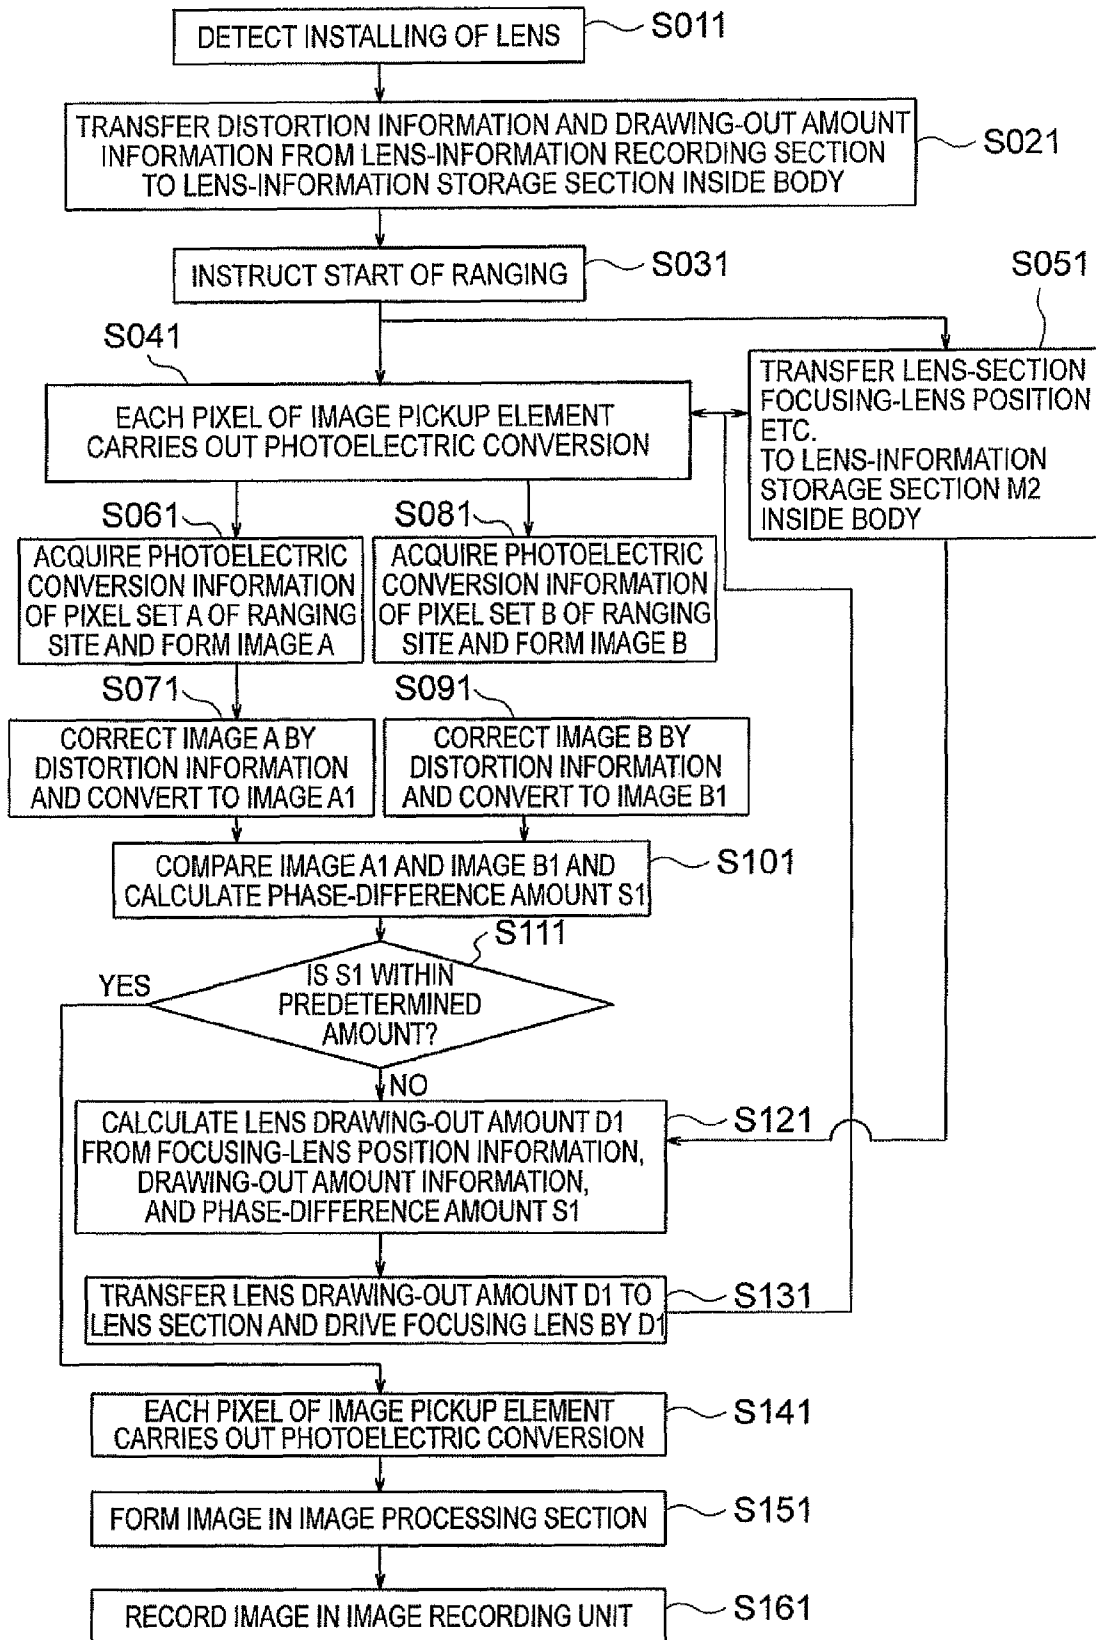 DETECT INSTALLING OF LENS
S011
TRANSFER DISTORTION INFORMATION AND DRAWING-OUT AMOUNT
INFORMATION FROM LENS-INFORMATION RECORDING SECTION
TO LENS-INFORMATION STORAGE SECTION INSIDE BODY
S021
INSTRUCT START OF RANGING
S031
S041
EACH PIXEL OF IMAGE PICKUP ELEMENT
CARRIES OUT PHOTOELECTRIC CONVERSION
S051
TRANSFER LENS-SECTION
FOCUSING-LENS POSITION
ETC.
TO LENS-INFORMATION
STORAGE SECTION M2
INSIDE BODY
S061
ACQUIRE PHOTOELECTRIC
CONVERSION INFORMATION
OF PIXEL SET A OF RANGING
SITE AND FORM IMAGE A
S081
ACQUIRE PHOTOELECTRIC
CONVERSION INFORMATION
OF PIXEL SET B OF RANGING
SITE AND FORM IMAGE B
S071
CORRECT IMAGE A BY
DISTORTION INFORMATION
AND CONVERT TO IMAGE A1
S091
CORRECT IMAGE B BY
DISTORTION INFORMATION
AND CONVERT TO IMAGE B1
COMPARE IMAGE A1 AND IMAGE B1 AND
CALCULATE PHASE-DIFFERENCE AMOUNT S1
S101
S111
IS S1 WITHIN
PREDETERMINED
AMOUNT?
YES
NO
CALCULATE LENS DRAWING-OUT AMOUNT D1
FROM FOCUSING-LENS POSITION INFORMATION,
DRAWING-OUT AMOUNT INFORMATION,
AND PHASE-DIFFERENCE AMOUNT S1
S121
TRANSFER LENS DRAWING-OUT AMOUNT D1 TO
LENS SECTION AND DRIVE FOCUSING LENS BY D1
S131
EACH PIXEL OF IMAGE PICKUP ELEMENT
CARRIES OUT PHOTOELECTRIC CONVERSION
S141
FORM IMAGE IN IMAGE PROCESSING SECTION
S151
RECORD IMAGE IN IMAGE RECORDING UNIT
S161